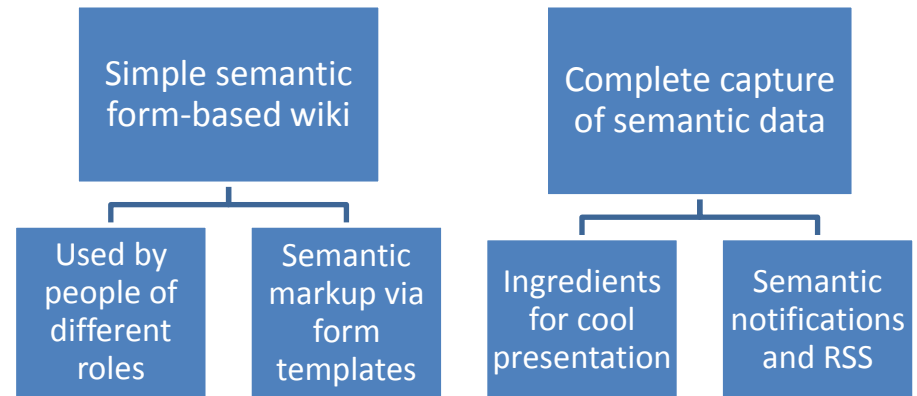 Simple semantic
form-based wiki
Complete capture
of semantic data
Used by
people of
different
roles
Semantic
markup via
form
templates
Ingredients
for cool
presentation
Semantic
notifications
and RSS